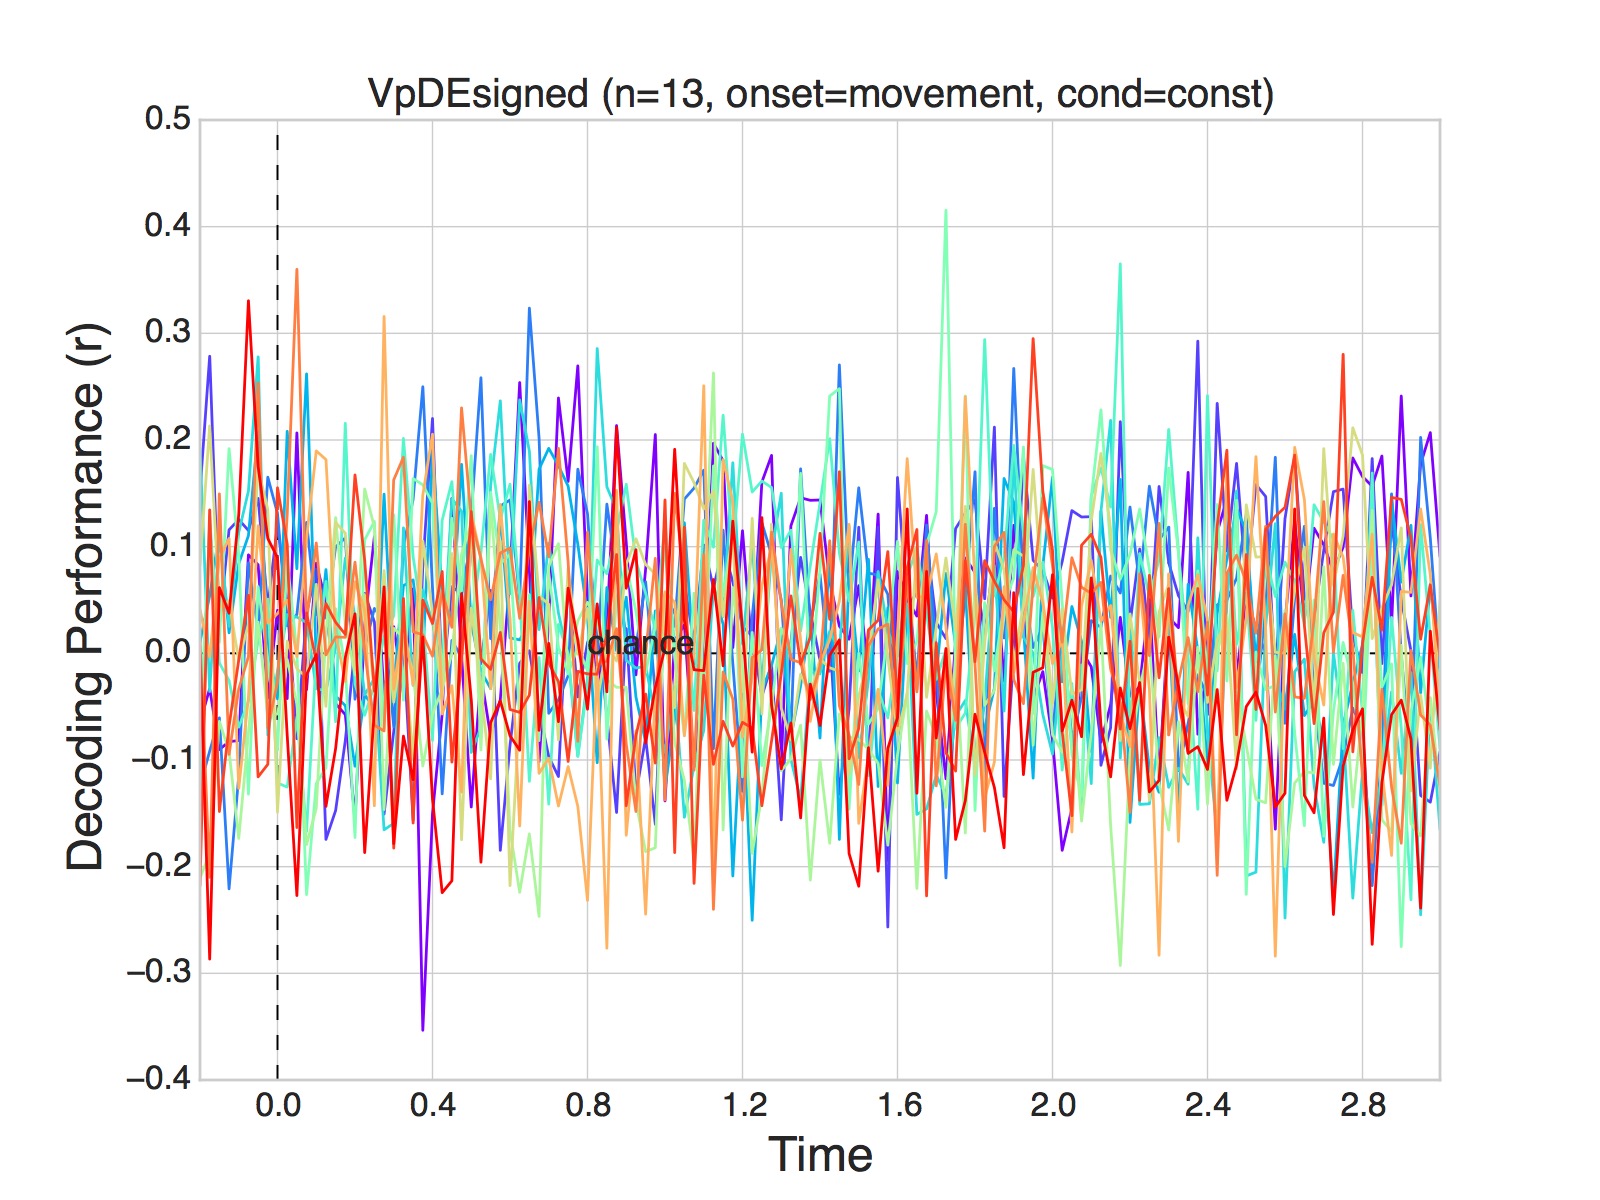 VpDEsigned (n=13, onset=movement, cond=const)
0.5
0.4
0.3
0.2
0.1
0.0
−0.1
−0.2
−0.3
−0.4
Decoding Performance (r)
chance
0.0 0.4 0.8 1.2 1.6 2.0 2.4 2.8
Time